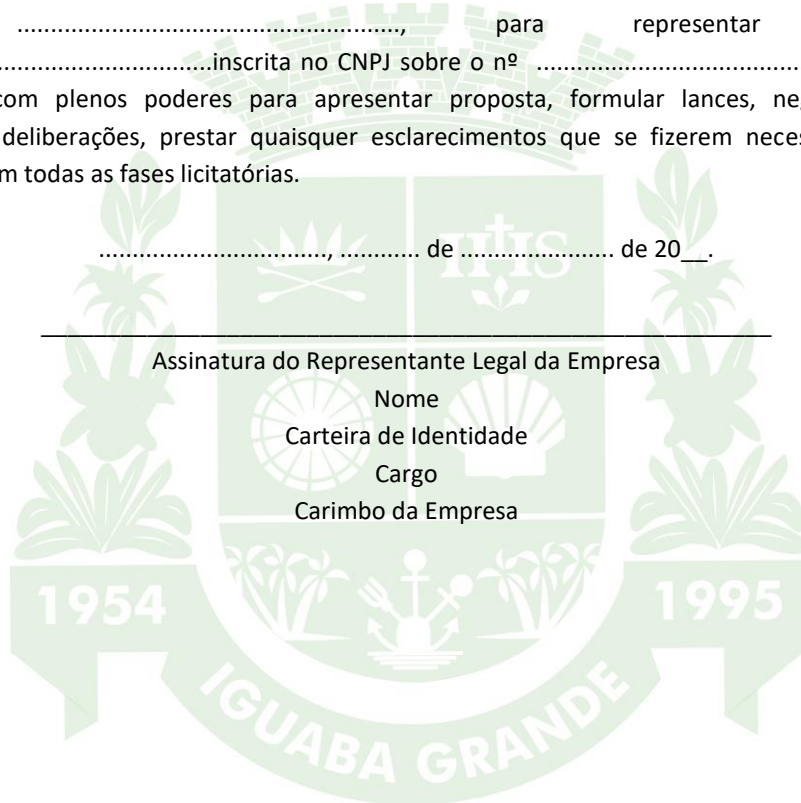 ......................................................., para representar
................................inscrita no CNPJ sobre o nº .......................................
com plenos poderes para apresentar proposta, formular lances,
deliberações, prestar quaisquer esclarecimentos que se fizerem
todas as fases licitatórias.
.................................., ............ de ....................... de 20__.
_______________________________________________________
Assinatura do Representante Legal da Empresa
Nome
Carteira de Identidade
Cargo
Carimbo da Empresa
IHS
1954
1995
IGUABA GRANDE